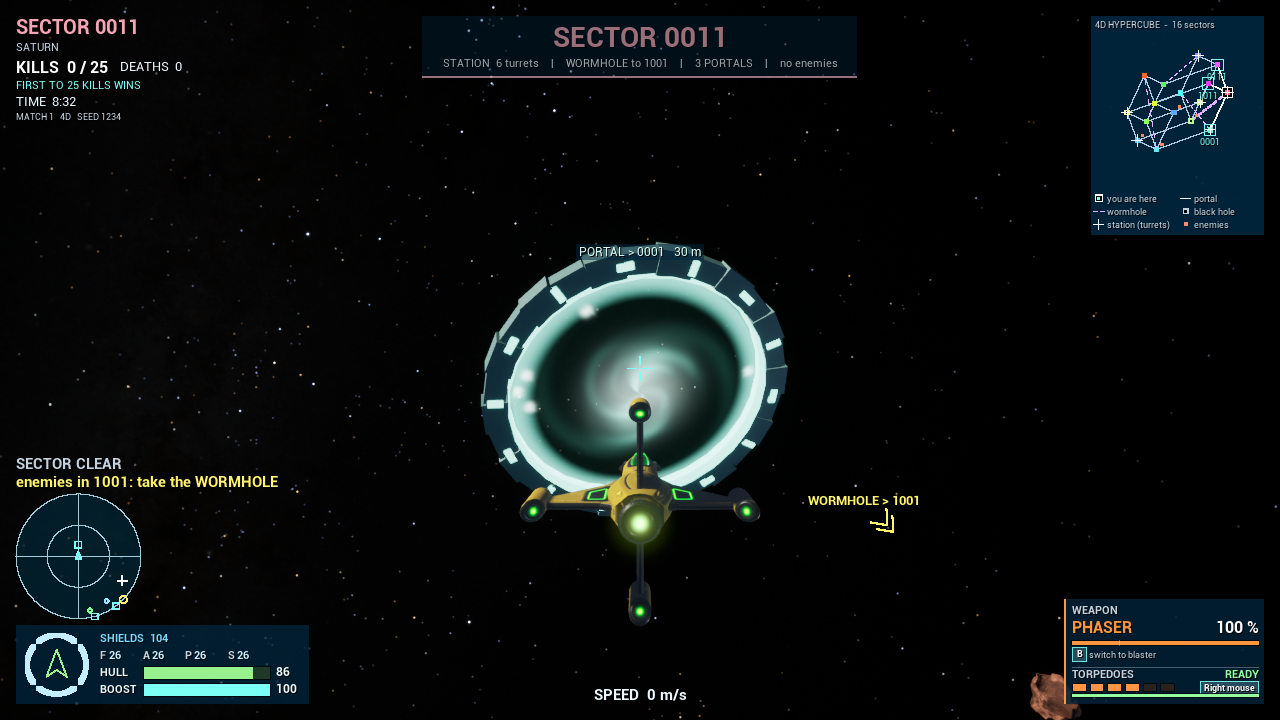 SECTOR 0011
SATURN
KILLS 0 / 25 DEATHS 0
FIRST TO 25 KILLS WINS
TIME 8:32
MATCH 1 4D SEED 1234
SECTOR 0011
STATION 6 turrets | WORMHOLE to 1001 | 3 PORTALS | no enemies
4D HYPERCUBE - 16 sectors
0001
you are here
portal
wormhole
black hole
station (turrets)
enemies
PORTAL > 0001 30 m
WORMHOLE > 1001
SECTOR CLEAR
enemies in 1001: take the WORMHOLE
SHIELDS 104
F 26 A 26 P 26 S 26
HULL 86
BOOST 100
SPEED 0 m/s
WEAPON
PHASER 100 %
B switch to blaster
TORPEDOES READY
Right mouse